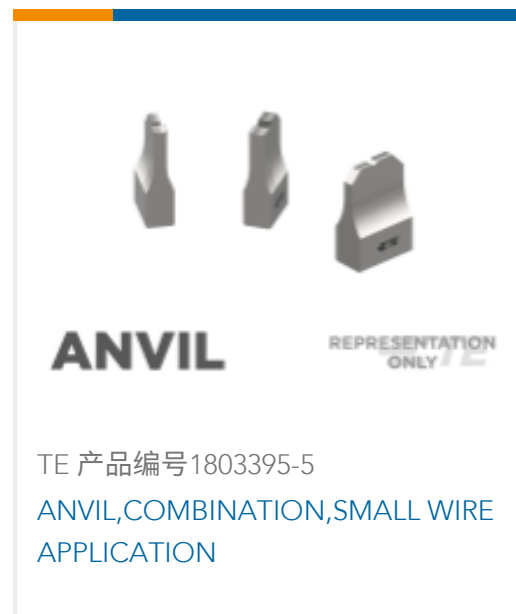 ANVIL
REPRESENTATION
ONLY TE
TE 产品编号1803395-5
ANVIL,COMBINATION,SMALL WIRE
APPLICATION